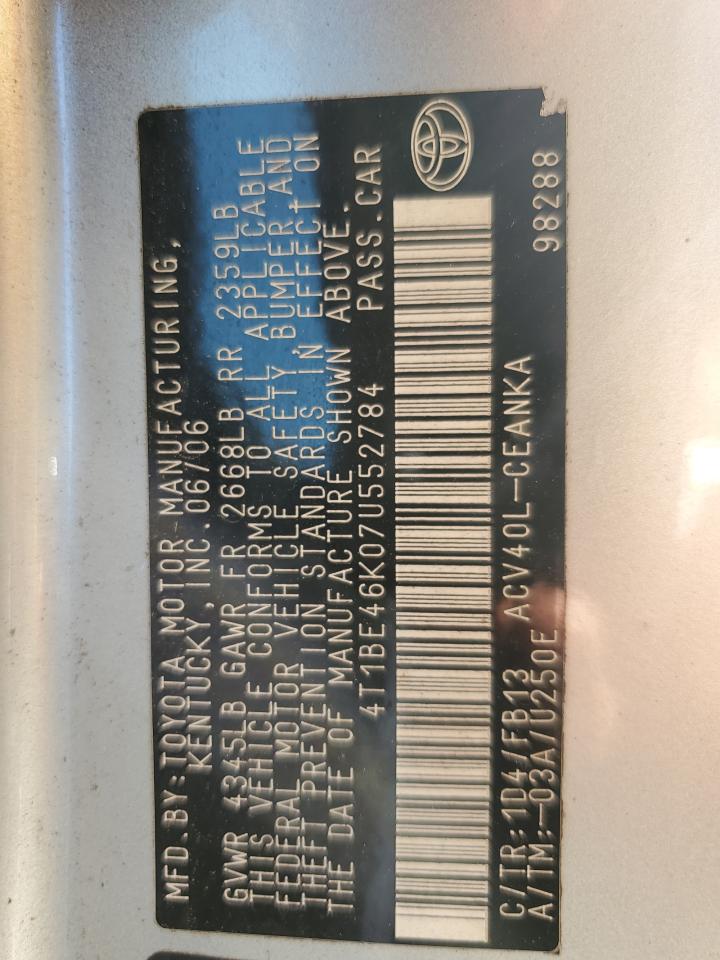 MFD.BY:TOYOTA MOTOR MANUFACTURING,
KENTUCKY, INC.06/06
GVWR 4345LB GAWR FR 2668LB RR 2359LB
THIS VEHICLE CONFORMS TO ALL APPLICABLE
FEDERAL MOTOR VEHICLE SAFETY, BUMPER AND
THEFT PREVENTION STANDARDS IN EFFECT ON
THE DATE OF MANUFACTURE SHOWN ABOVE.
4T1BE46K07U552784 PASS.CAR
C/TR:1D4/FB13 ACV40L-CEANKA
A/TM:-03A/U250E 98288